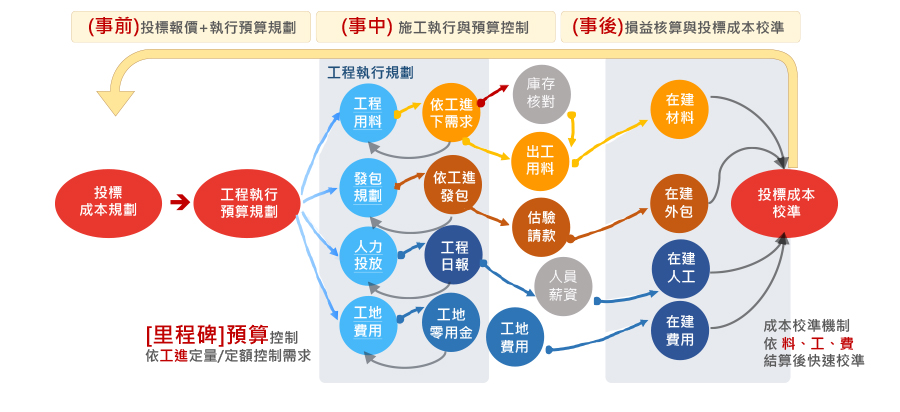 (事前)投標報價+執行預算規劃
(事中) 施工執行與預算控制
(事後)損益核算與投標成本校準
工程執行規劃
投標
成本規劃
工程執行
預算規劃
工程
用料
依工進
下需求
庫存
核對
出工
用料
在建
材料
發包
規劃
依工進
發包
估驗
請款
在建
外包
人力
投放
工程
日報
人員
薪資
在建
人工
工地
費用
工地
零用金
工地
費用
在建
費用
投標成本
校準
[里程碑]預算控制
依工進定量/定額控制需求
成本校準機制
依 料、工、費
結算後快速校準